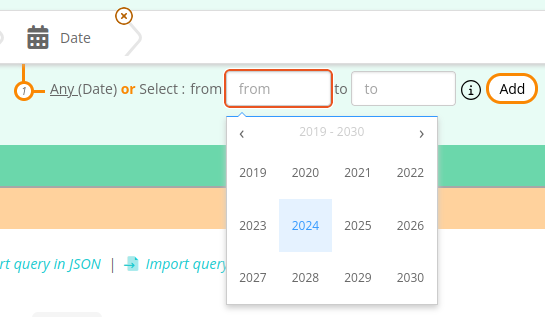 Date
1 Any (Date) or Select : from from to to i Add
‹ 2019 - 2030 ›
2019 2020 2021 2022
2023 2024 2025 2026
rt query in JSON | Import query
2027 2028 2029 2030